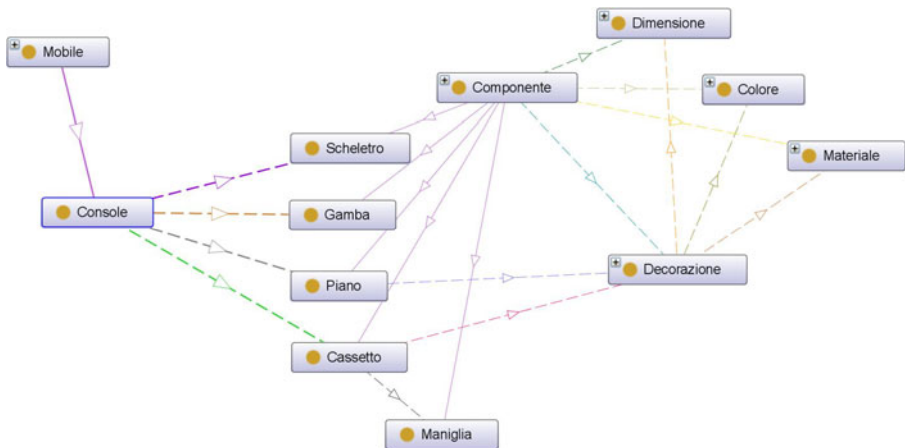 Dimensione
Mobile
Componente
Colore
Scheletro
Materiale
Console
Gamba
Decorazione
Piano
Cassetto
Maniglia